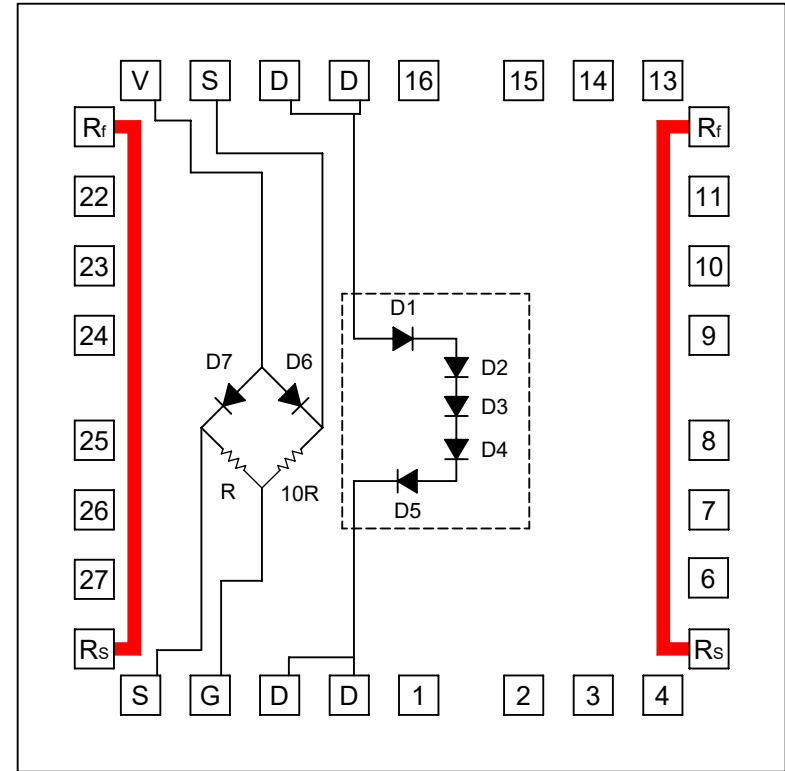 V S D D 16 15 14 13
Rf Rf
22 11
23 10
D1
24 9
D7 D6 D2
D3
25 D4 8
R 10R
D5
26 7
27 6
Rs Rs
S G D D 1 2 3 4